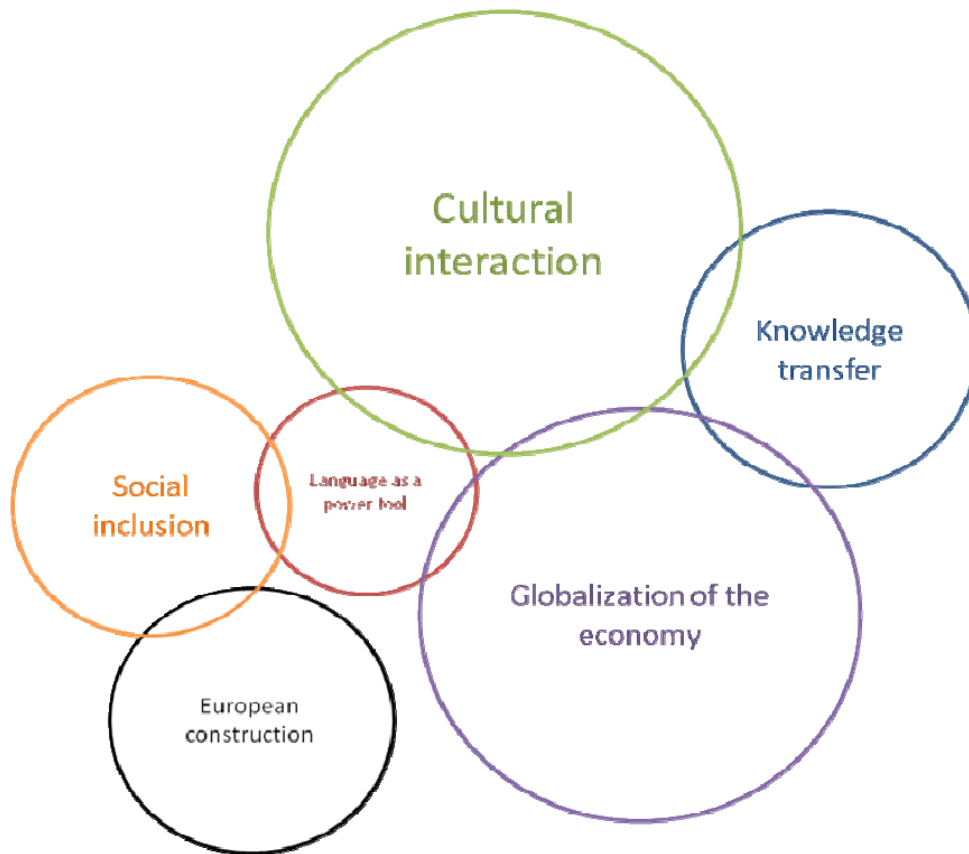 Cultural
interaction
Knowledge
transfer
Social
inclusion
Language as a
power tool
Globalization of the
economy
European
construction